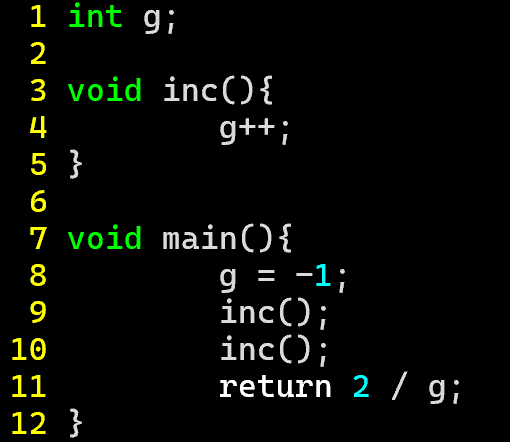 1 int g;
2
3 void inc(){
4         g++;
5 }
6
7 void main(){
8         g = -1;
9         inc();
10         inc();
11         return 2 / g;
12 }